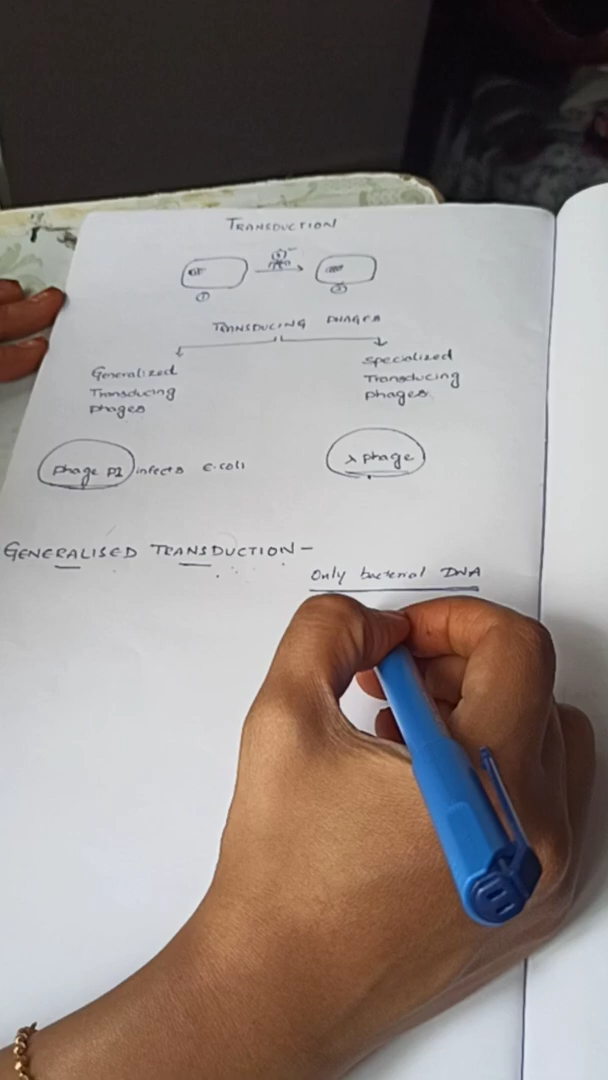 TRANSDUCTION
① ②
TRANSDUCING PHAGES
Generalized
Transducing
phages
Specialized
Transducing
phages.
phage P1 infects E.coli
λ phage
GENERALISED TRANSDUCTION -
Only bacterial DNA